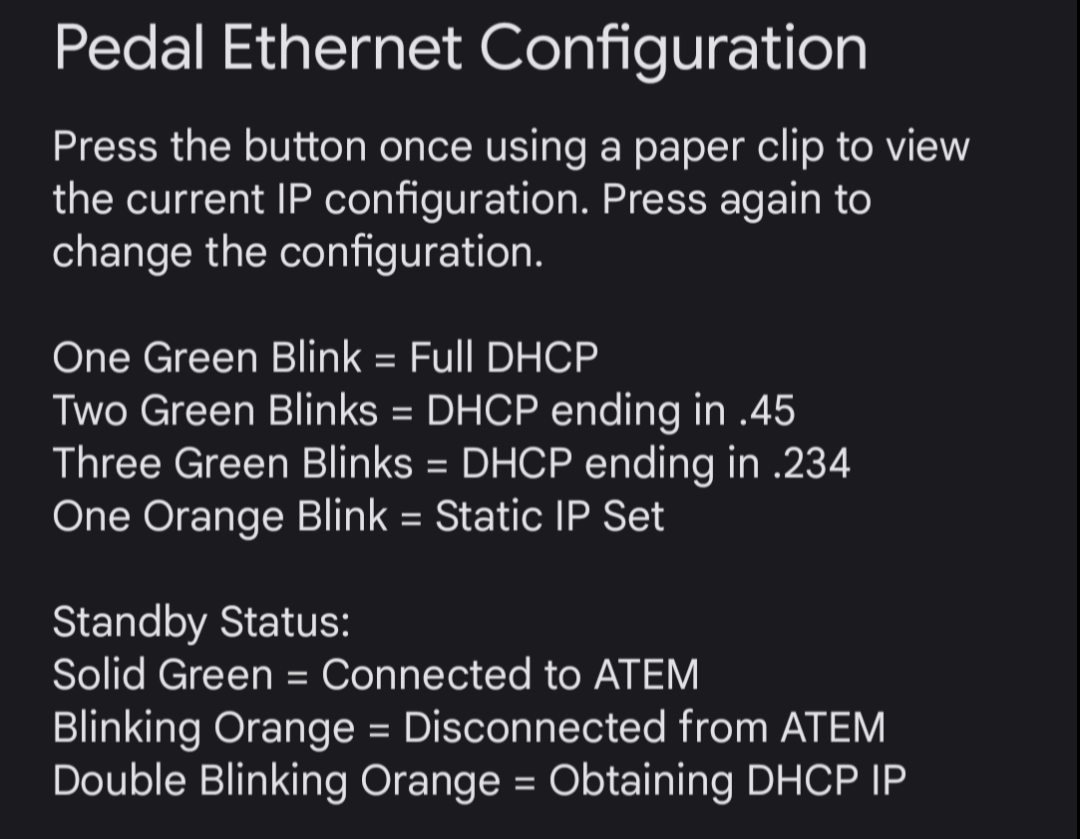 Pedal Ethernet Configuration
Press the button once using a paper clip to view
the current IP configuration. Press again to
change the configuration.
One Green Blink = Full DHCP
Two Green Blinks = DHCP ending in .45
Three Green Blinks = DHCP ending in .234
One Orange Blink = Static IP Set
Standby Status:
Solid Green = Connected to ATEM
Blinking Orange = Disconnected from ATEM
Double Blinking Orange = Obtaining DHCP IP